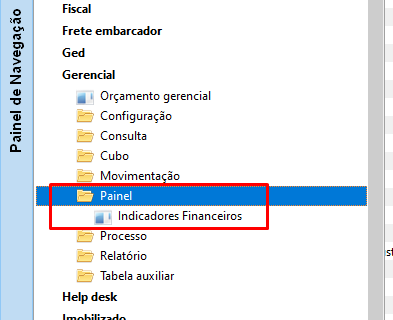 Painel de Navegação
Fiscal
Frete embarcador
Ged
Gerencial
Orçamento gerencial
Configuração
Consulta
Cubo
Movimentação
Painel
Indicadores Financeiros
Processo
Relatório
Tabela auxiliar
Help desk